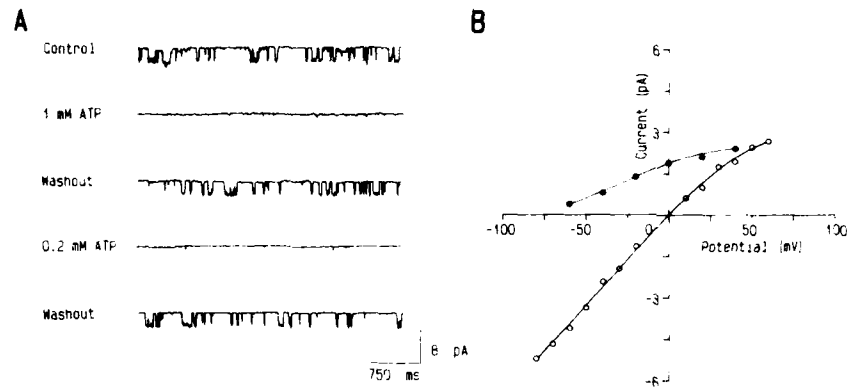 A
Control
1 mM ATP
Washout
0.2 mM ATP
Washout
8 pA
750 ms
B
6
Current (pA)
3
-100
-50
50
100
Potential (mV)
-3
-6